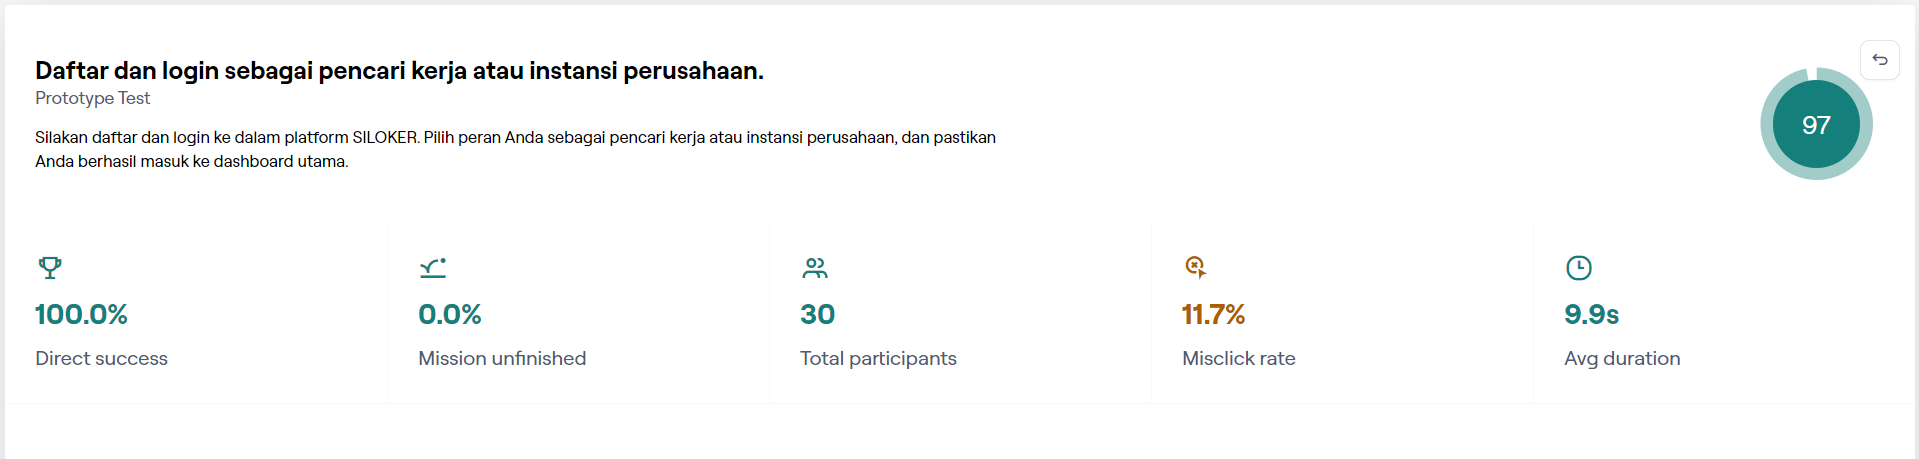 Daftar dan login sebagai pencari kerja atau instansi perusahaan.
Prototype Test
Silakan daftar dan login ke dalam platform SILOKER. Pilih peran Anda sebagai pencari kerja atau instansi perusahaan, dan pastikan
Anda berhasil masuk ke dashboard utama.
97
100.0%
Direct success
0.0%
Mission unfinished
30
Total participants
11.7%
Misclick rate
9.9s
Avg duration